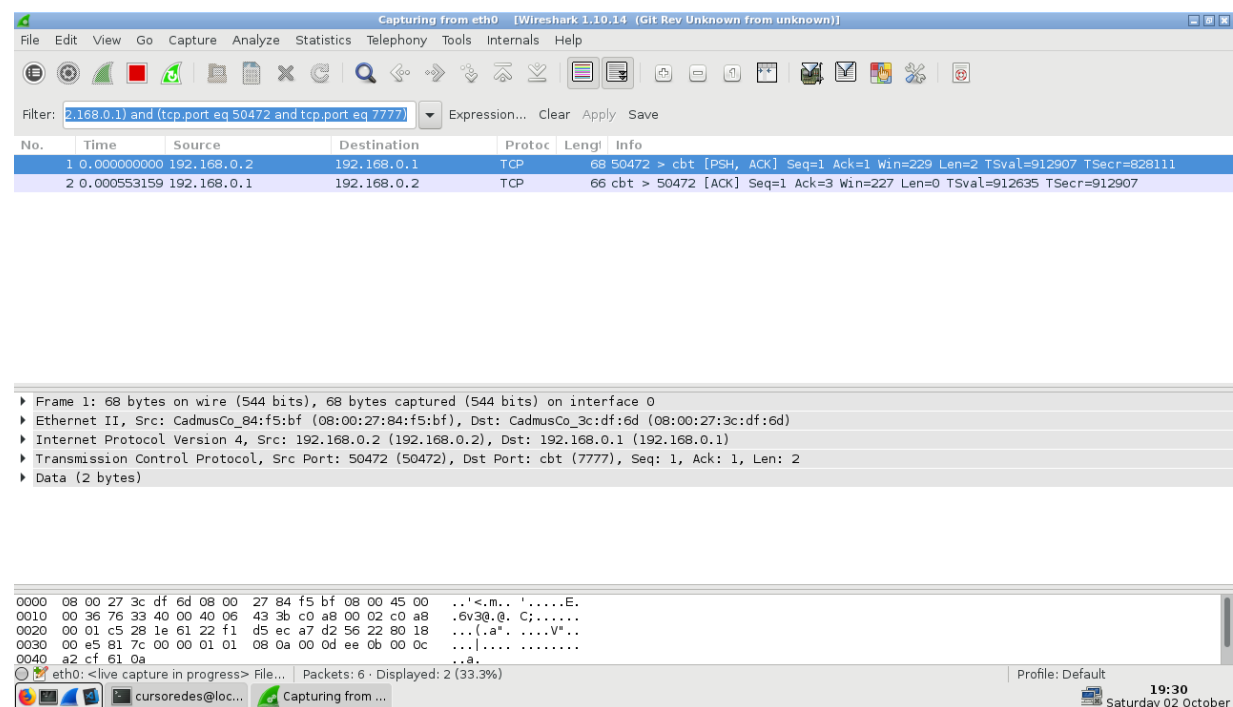 Capturing from eth0 [Wireshark 1.10.14 (Git Rev Unknown from unknown)]
File Edit View Go Capture Analyze Statistics Telephony Tools Internals Help
Filter: 2.168.0.1) and (tcp.port eq 50472 and tcp.port eq 7777) Expression... Clear Apply Save
No. Time Source Destination Protoc Lengt Info
1 0.000000000 192.168.0.2 192.168.0.1 TCP 68 50472 > cbt [PSH, ACK] Seq=1 Ack=1 Win=229 Len=2 TSval=912907 TSecr=828111
2 0.000553159 192.168.0.1 192.168.0.2 TCP 66 cbt > 50472 [ACK] Seq=1 Ack=3 Win=227 Len=0 TSval=912635 TSecr=912907
Frame 1: 68 bytes on wire (544 bits), 68 bytes captured (544 bits) on interface 0
Ethernet II, Src: CadmusCo_84:f5:bf (08:00:27:84:f5:bf), Dst: CadmusCo_3c:df:6d (08:00:27:3c:df:6d)
Internet Protocol Version 4, Src: 192.168.0.2 (192.168.0.2), Dst: 192.168.0.1 (192.168.0.1)
Transmission Control Protocol, Src Port: 50472 (50472), Dst Port: cbt (7777), Seq: 1, Ack: 1, Len: 2
Data (2 bytes)
0000 08 00 27 3c df 6d 08 00 27 84 f5 bf 08 00 45 00 ..'<.m.. '.....E.
0010 00 36 76 33 40 00 40 06 43 3b c0 a8 00 02 c0 a8 .6v3@.@. C;......
0020 00 01 c5 28 1e 61 22 f1 d5 ec a7 d2 56 22 80 18 ...(.a". ....V"..
0030 00 e5 81 7c 00 00 01 01 08 0a 00 0d ee 0b 00 0c ...|.... ........
0040 a2 cf 61 0a ..a.
eth0: <live capture in progress> File... Packets: 6 · Displayed: 2 (33.3%) Profile: Default
cursoredes@loc... Capturing from ... 19:30
Saturday 02 October